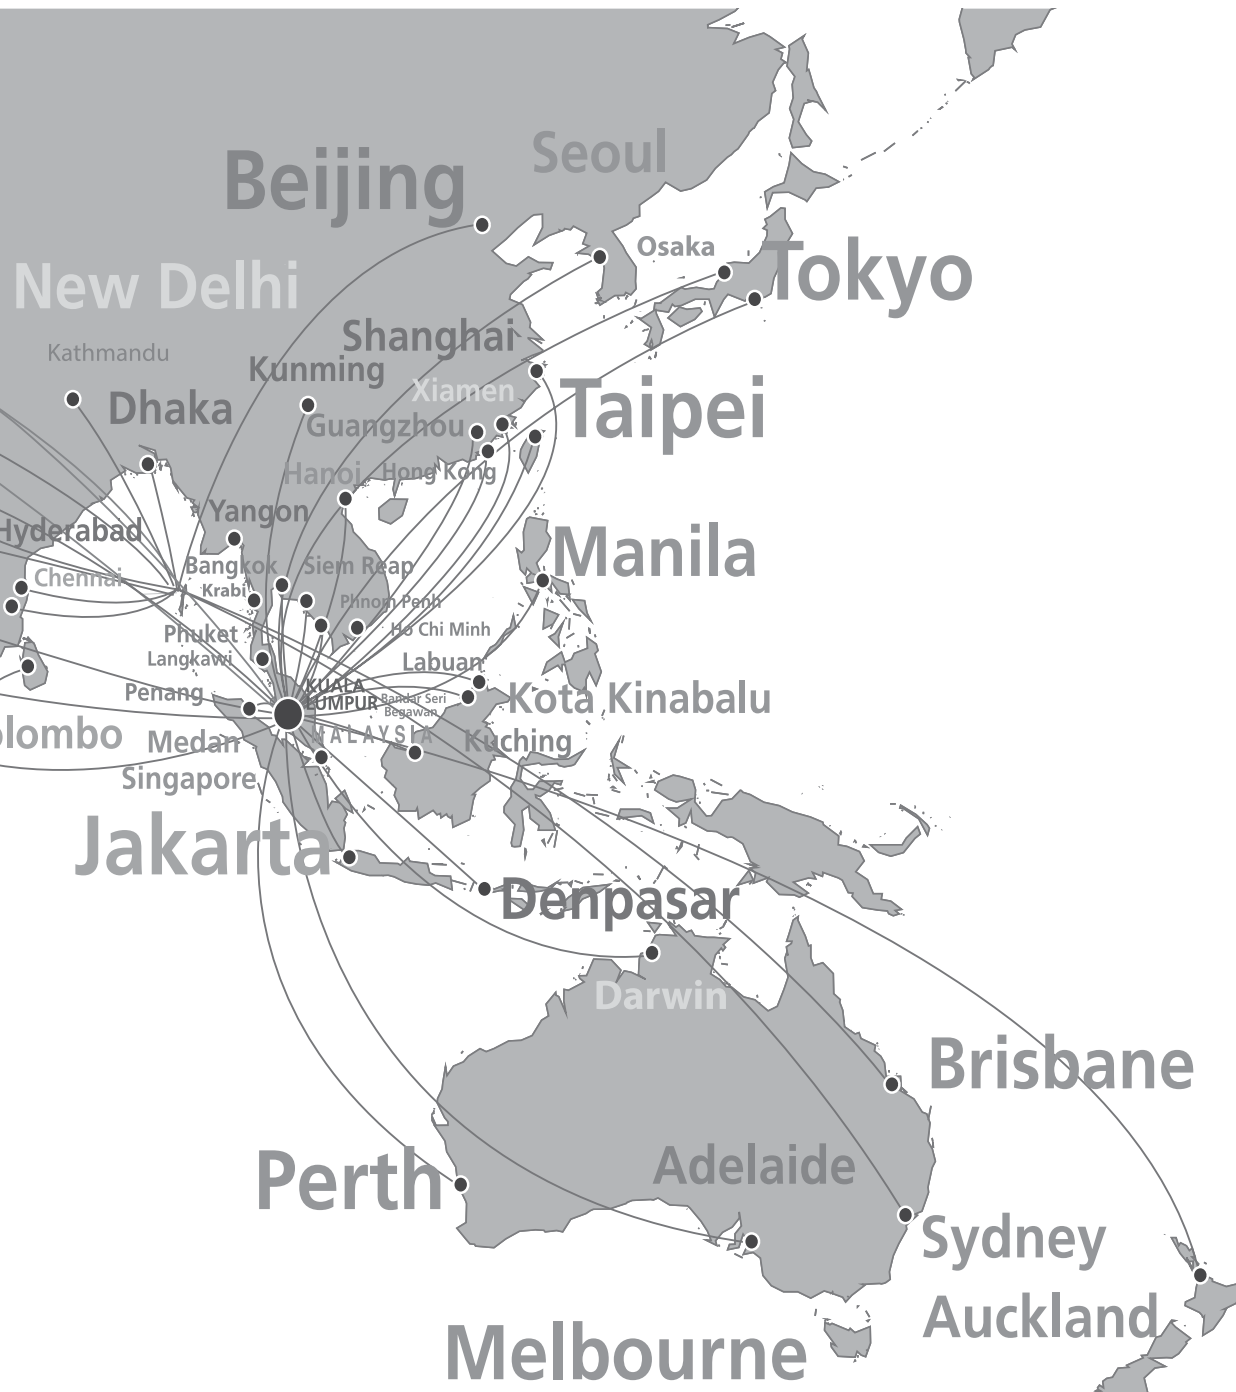 Seoul
Beijing
Osaka
Tokyo
New Delhi
Shanghai
Kathmandu
Kunming
Xiamen
Taipei
Dhaka
Guangzhou
Hanoi
Hong Kong
Yangon
Hyderabad
Manila
Bangkok
Siem Reap
Chennai
Krabi
Phnom Penh
Phuket
Ho Chi Minh
Langkawi
Labuan
Penang
KUALA
LUMPUR
Bandar Seri
Begawan
Kota Kinabalu
olombo
Medan
MALAYSIA
Kuching
Singapore
Jakarta
Denpasar
Darwin
Brisbane
Perth
Adelaide
Sydney
Auckland
Melbourne